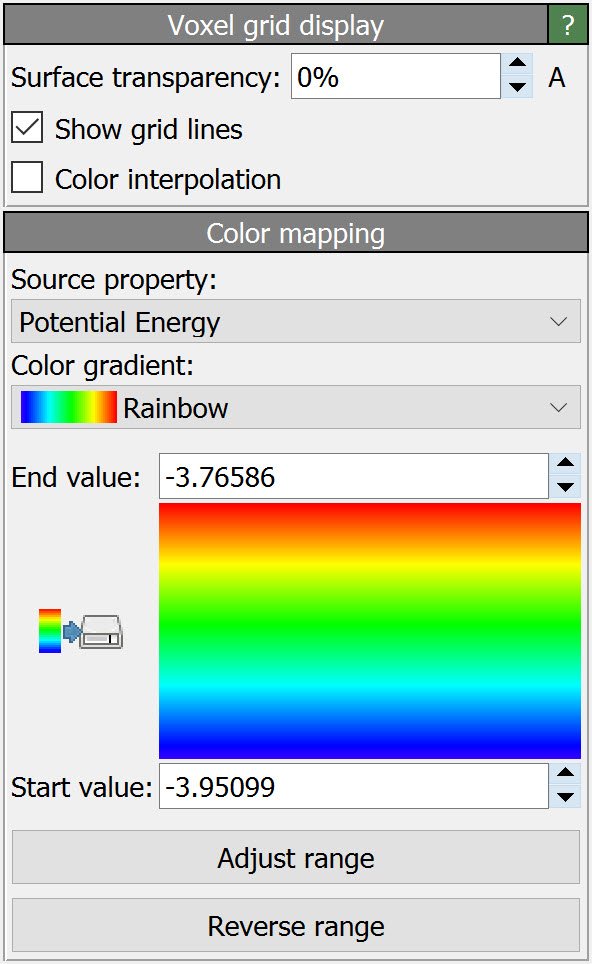 Voxel grid display ?
Surface transparency: 0% A
Show grid lines
Color interpolation
Color mapping
Source property:
Potential Energy
Color gradient:
Rainbow
End value: -3.76586
Start value: -3.95099
Adjust range
Reverse range